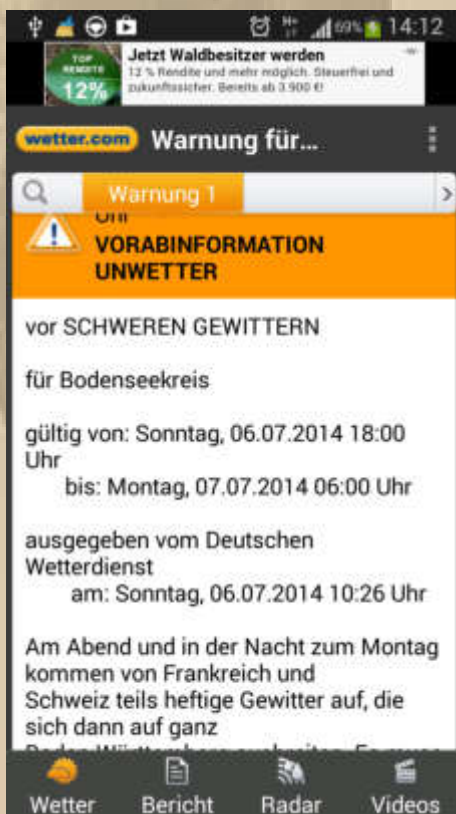 H+ 69% 14:12
TOP
RENDITE
12%
Jetzt Waldbesitzer werden
12 % Rendite und mehr möglich. Steuerfrei und
zukunftssicher. Bereits ab 3.900 €!
wetter.com Warnung für...
Warnung 1
Uhr
VORABINFORMATION
UNWETTER
vor SCHWEREN GEWITTERN
für Bodenseekreis
gültig von: Sonntag, 06.07.2014 18:00
Uhr
bis: Montag, 07.07.2014 06:00 Uhr
ausgegeben vom Deutschen
Wetterdienst
am: Sonntag, 06.07.2014 10:26 Uhr
Am Abend und in der Nacht zum Montag
kommen von Frankreich und
Schweiz teils heftige Gewitter auf, die
sich dann auf ganz
Wetter Bericht Radar Videos